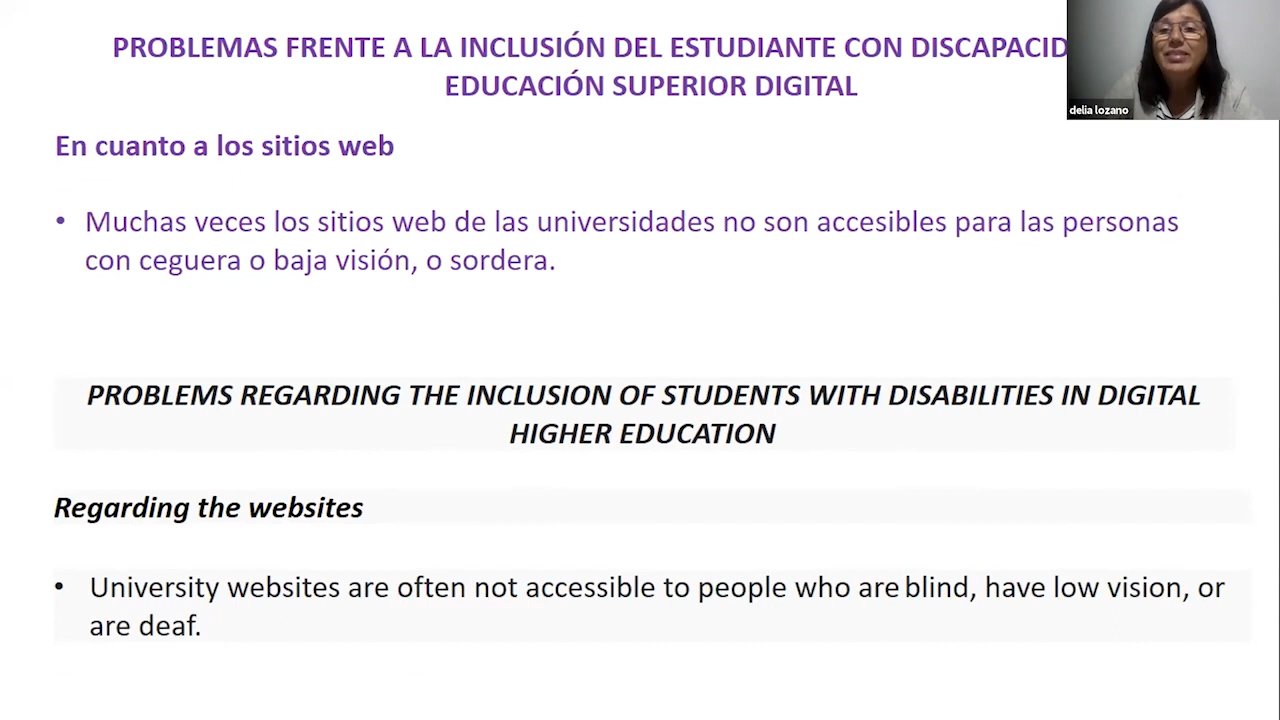 PROBLEMAS FRENTE A LA INCLUSIÓN DEL ESTUDIANTE CON
EDUCACIÓN SUPERIOR DIGITAL
delia lozano
En cuanto a los sitios web
• Muchas veces los sitios web de las universidades no son accesibles para las personas
con ceguera o baja visión, o sordera.
PROBLEMS REGARDING THE INCLUSION OF STUDENTS WITH DISABILITIES IN DIGITAL
HIGHER EDUCATION
Regarding the websites
• University websites are often not accessible to people who are blind, have low vision, or
are deaf.